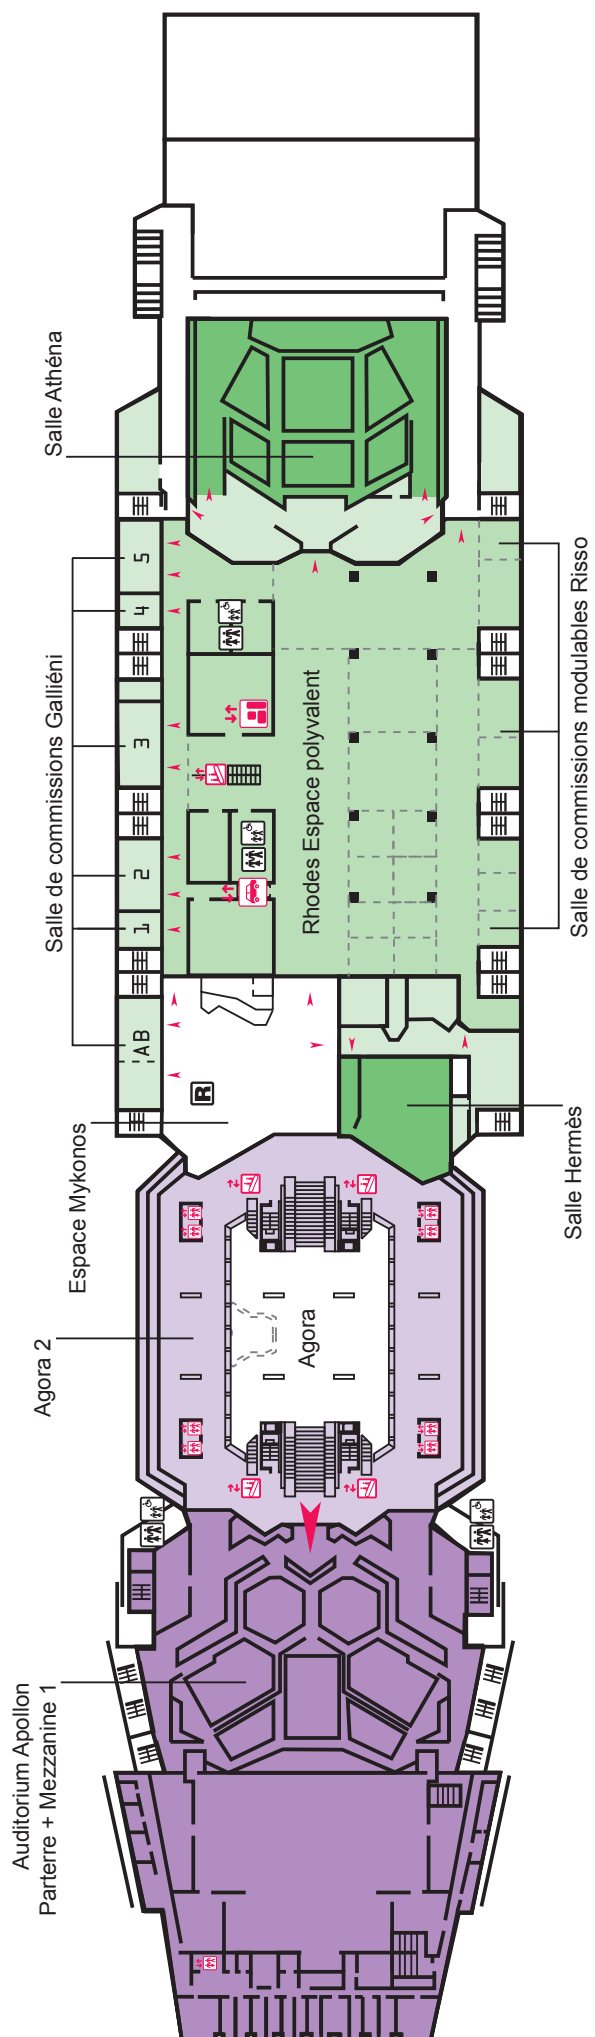 Salle Athéna
Salle de commissions Galliéni
5
4
3
2
1
AB
Rhodes Espace polyvalent
Salle de commissions modulables Risso
R
Espace Mykonos
Salle Hermès
Agora 2
Agora
Auditorium Apollon
Parterre + Mezzanine 1